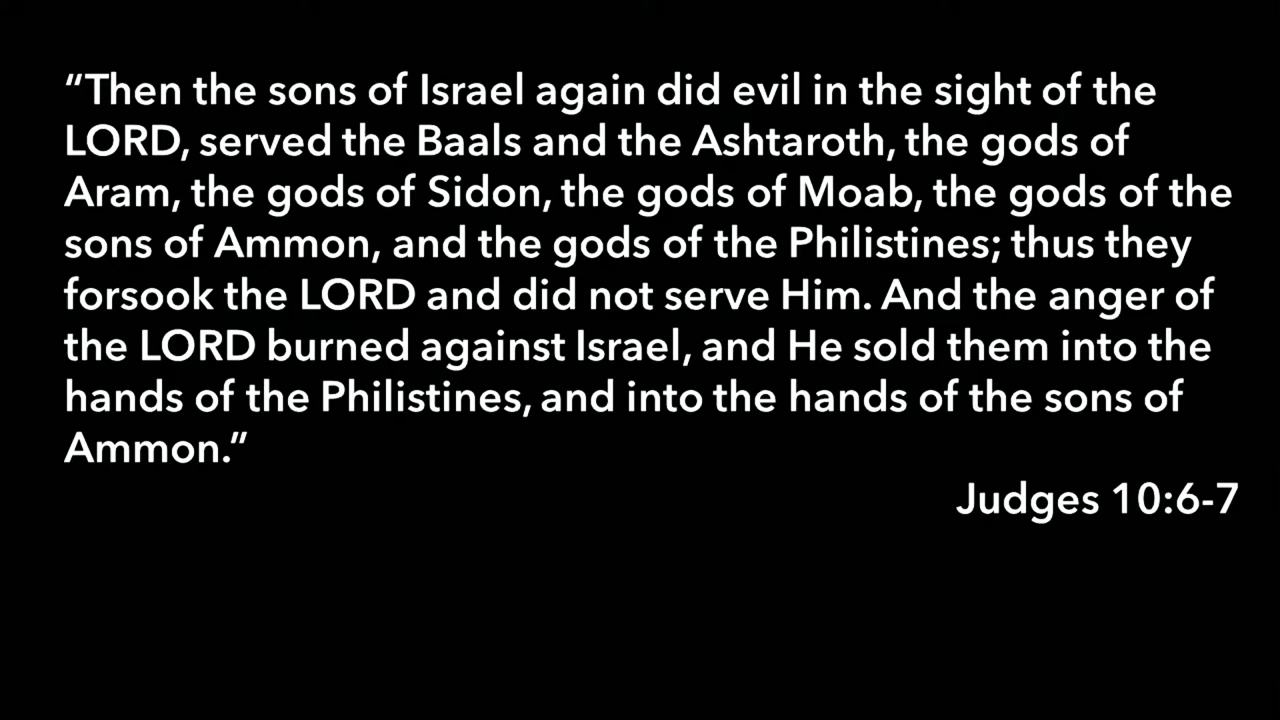 “Then the sons of Israel again did evil in the sight of the
LORD, served the Baals and the Ashtaroth, the gods of
Aram, the gods of Sidon, the gods of Moab, the gods of the
sons of Ammon, and the gods of the Philistines; thus they
forsook the LORD and did not serve Him. And the anger of
the LORD burned against Israel, and He sold them into the
hands of the Philistines, and into the hands of the sons of
Ammon.”
Judges 10:6-7